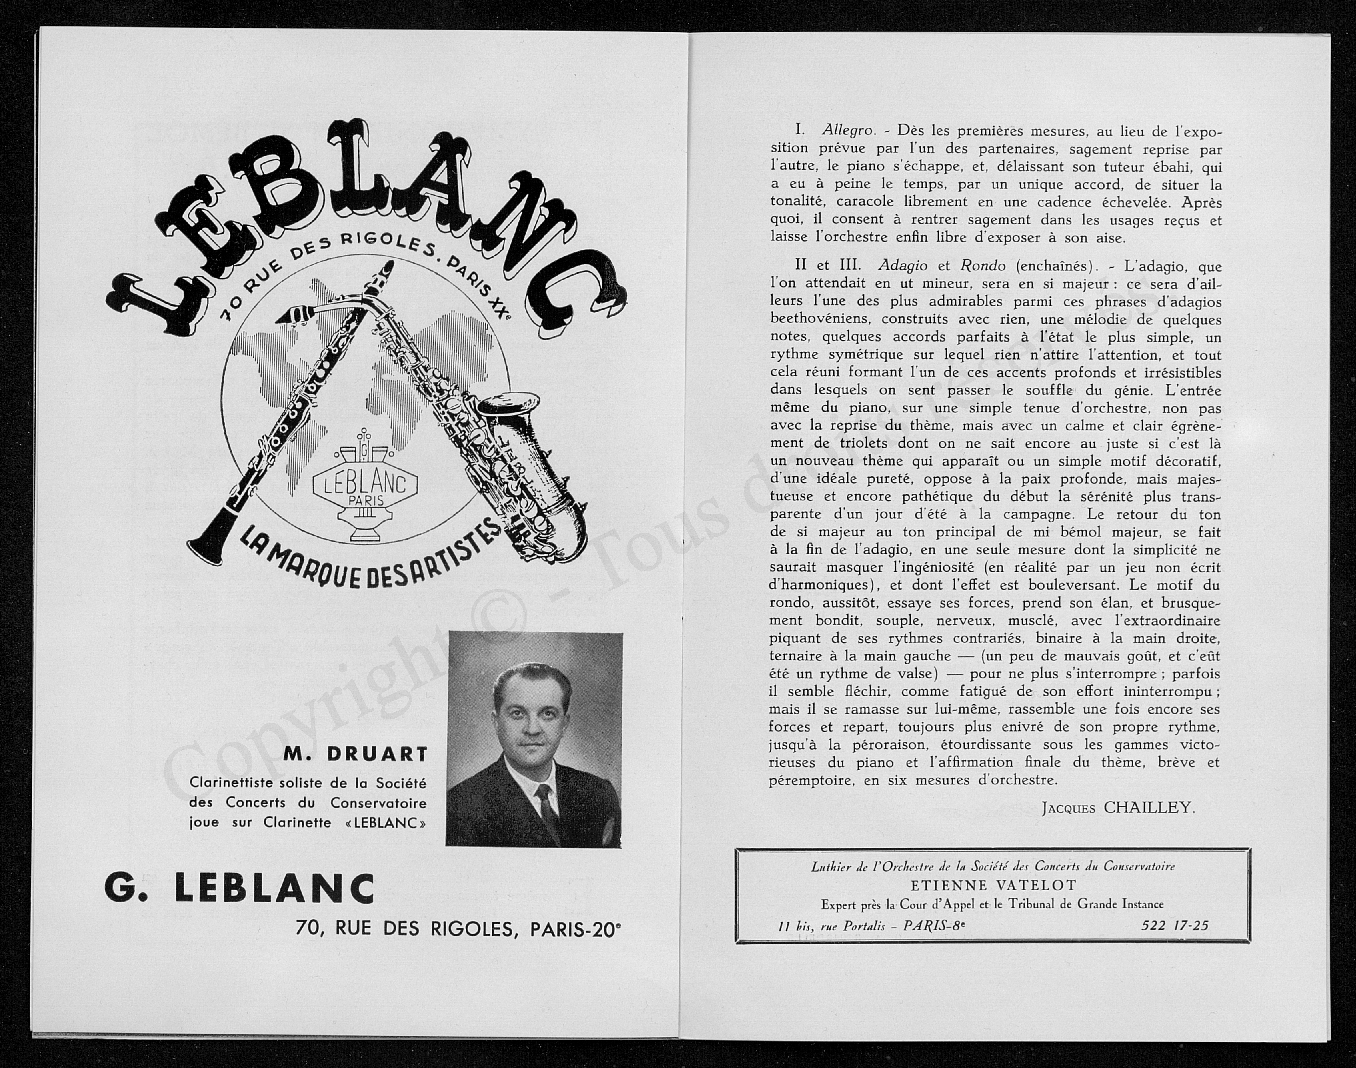 LEBLANC
70 RUE DES RIGOLES. PARIS XXe
LEBLANC
PARIS
LA MARQUE DES ARTISTES
M. DRUART
Clarinettiste soliste de la Société
des Concerts du Conservatoire
joue sur Clarinette «LEBLANC»
G. LEBLANC
70, RUE DES RIGOLES, PARIS-20e
I. Allegro. - Dès les premières mesures, au lieu de l'expo-
sition prévue par l'un des partenaires, sagement reprise par
l'autre, le piano s'échappe, et, délaissant son tuteur ébahi, qui
a eu à peine le temps, par un unique accord, de situer la
tonalité, caracole librement en une cadence échevelée. Après
quoi, il consent à rentrer sagement dans les usages reçus et
laisse l'orchestre enfin libre d'exposer à son aise.
II et III. Adagio et Rondo (enchaînés). - L'adagio, que
l'on attendait en ut mineur, sera en si majeur : ce sera d'ail-
leurs l'une des plus admirables parmi ces phrases d'adagios
beethovéniens, construits avec rien, une mélodie de quelques
notes, quelques accords parfaits à l'état le plus simple, un
rythme symétrique sur lequel rien n'attire l'attention, et tout
cela réuni formant l'un de ces accents profonds et irrésistibles
dans lesquels on sent passer le souffle du génie. L'entrée
même du piano, sur une simple tenue d'orchestre, non pas
avec la reprise du thème, mais avec un calme et clair égrène-
ment de triolets dont on ne sait encore au juste si c'est là
un nouveau thème qui apparaît ou un simple motif décoratif,
d'une idéale pureté, oppose à la paix profonde, mais majes-
tueuse et encore pathétique du début la sérénité plus trans-
parente d'un jour d'été à la campagne. Le retour du ton
de si majeur au ton principal de mi bémol majeur, se fait
à la fin de l'adagio, en une seule mesure dont la simplicité ne
saurait masquer l'ingéniosité (en réalité par un jeu non écrit
d'harmoniques), et dont l'effet est bouleversant. Le motif du
rondo, aussitôt, essaye ses forces, prend son élan, et brusque-
ment bondit, souple, nerveux, musclé, avec l'extraordinaire
piquant de ses rythmes contrariés, binaire à la main droite,
ternaire à la main gauche — (un peu de mauvais goût, et c'eût
été un rythme de valse) — pour ne plus s'interrompre ; parfois
il semble fléchir, comme fatigué de son effort ininterrompu ;
mais il se ramasse sur lui-même, rassemble une fois encore ses
forces et repart, toujours plus enivré de son propre rythme,
jusqu'à la péroraison, étourdissante sous les gammes victo-
rieuses du piano et l'affirmation finale du thème, brève et
péremptoire, en six mesures d'orchestre.
Jacques CHAILLEY.
Luthier de l'Orchestre de la Société des Concerts du Conservatoire
ETIENNE VATELOT
Expert près la Cour d'Appel et le Tribunal de Grande Instance
11 bis, rue Portalis - PARIS-8e 522 17-25
Copyright © - Tous d